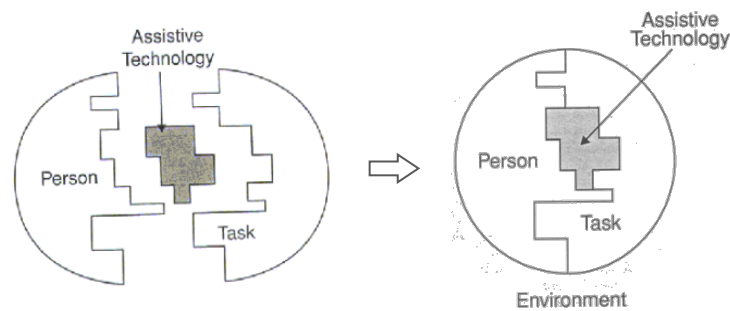 Assistive
Technology
Person
Task
Assistive
Technology
Person
Task
Environment